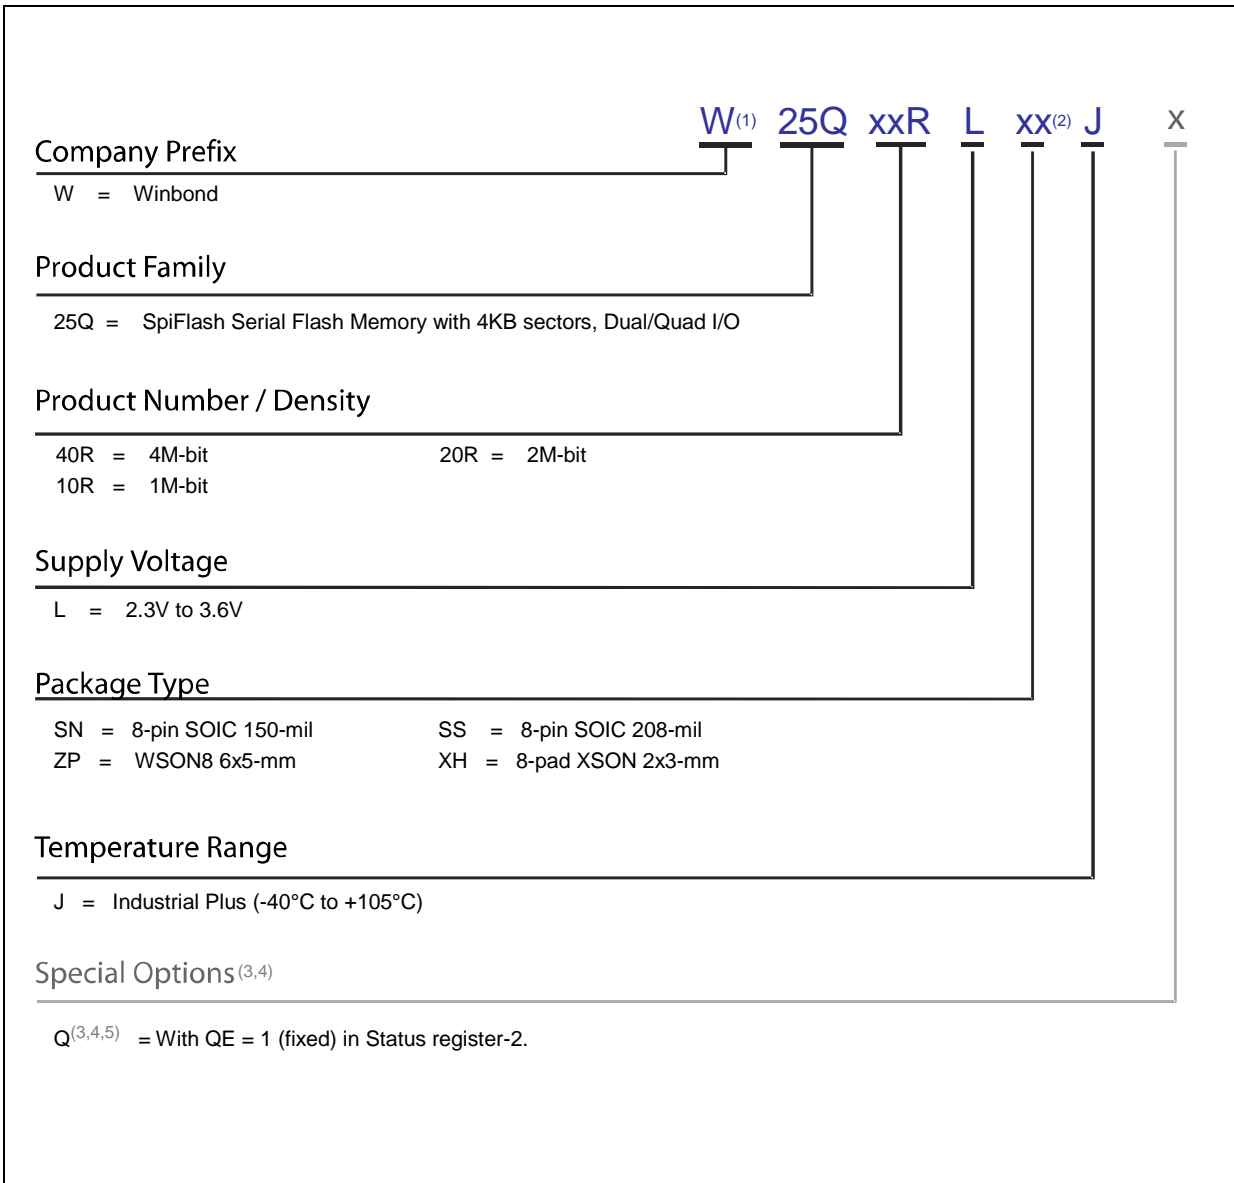 W(1) 25Q xxR L xx(2) J x
Company Prefix
W = Winbond
Product Family
25Q = SpiFlash Serial Flash Memory with 4KB sectors, Dual/Quad I/O
Product Number / Density
40R = 4M-bit 20R = 2M-bit
10R = 1M-bit
Supply Voltage
L = 2.3V to 3.6V
Package Type
SN = 8-pin SOIC 150-mil SS = 8-pin SOIC 208-mil
ZP = WSON8 6x5-mm XH = 8-pad XSON 2x3-mm
Temperature Range
J = Industrial Plus (-40°C to +105°C)
Special Options(3,4)
Q(3,4,5) = With QE = 1 (fixed) in Status register-2.